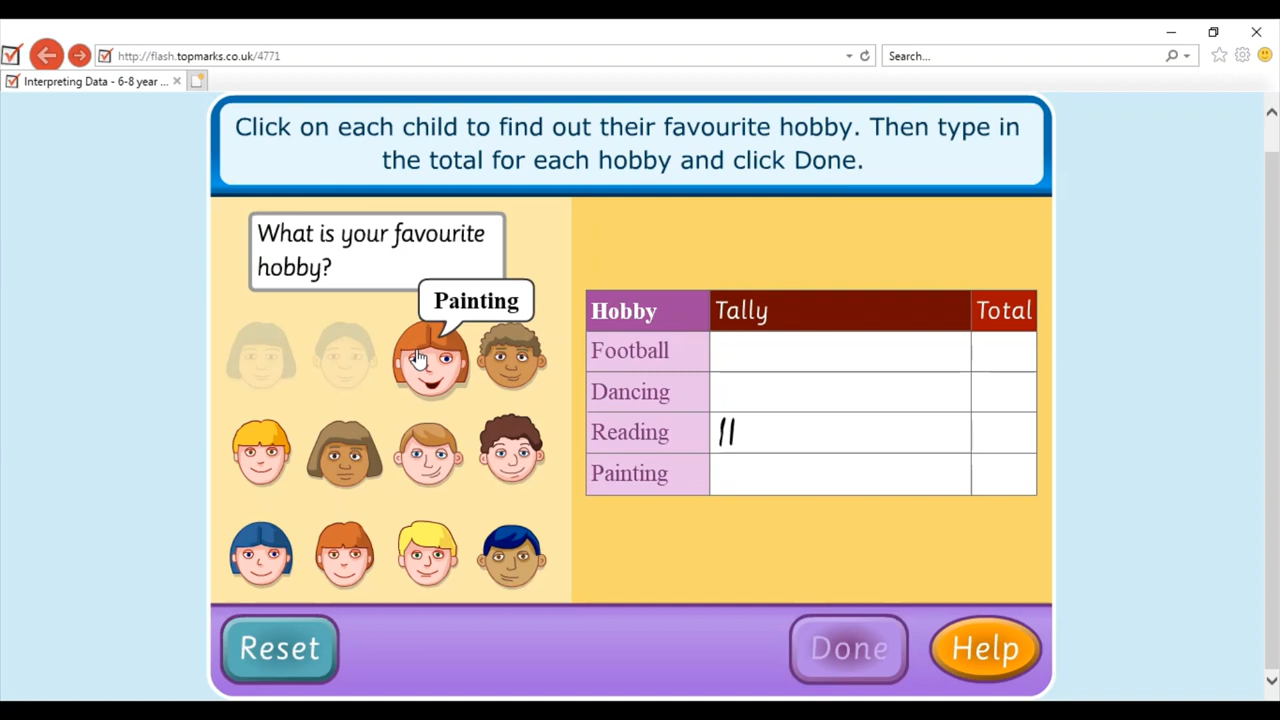 http://flash.topmarks.co.uk/4771
Search...
Interpreting Data - 6-8 year ...
Click on each child to find out their favourite hobby. Then type in
the total for each hobby and click Done.
What is your favourite
hobby?
Painting
Hobby Tally Total
Football
Dancing
Reading
Painting
Reset
Done
Help